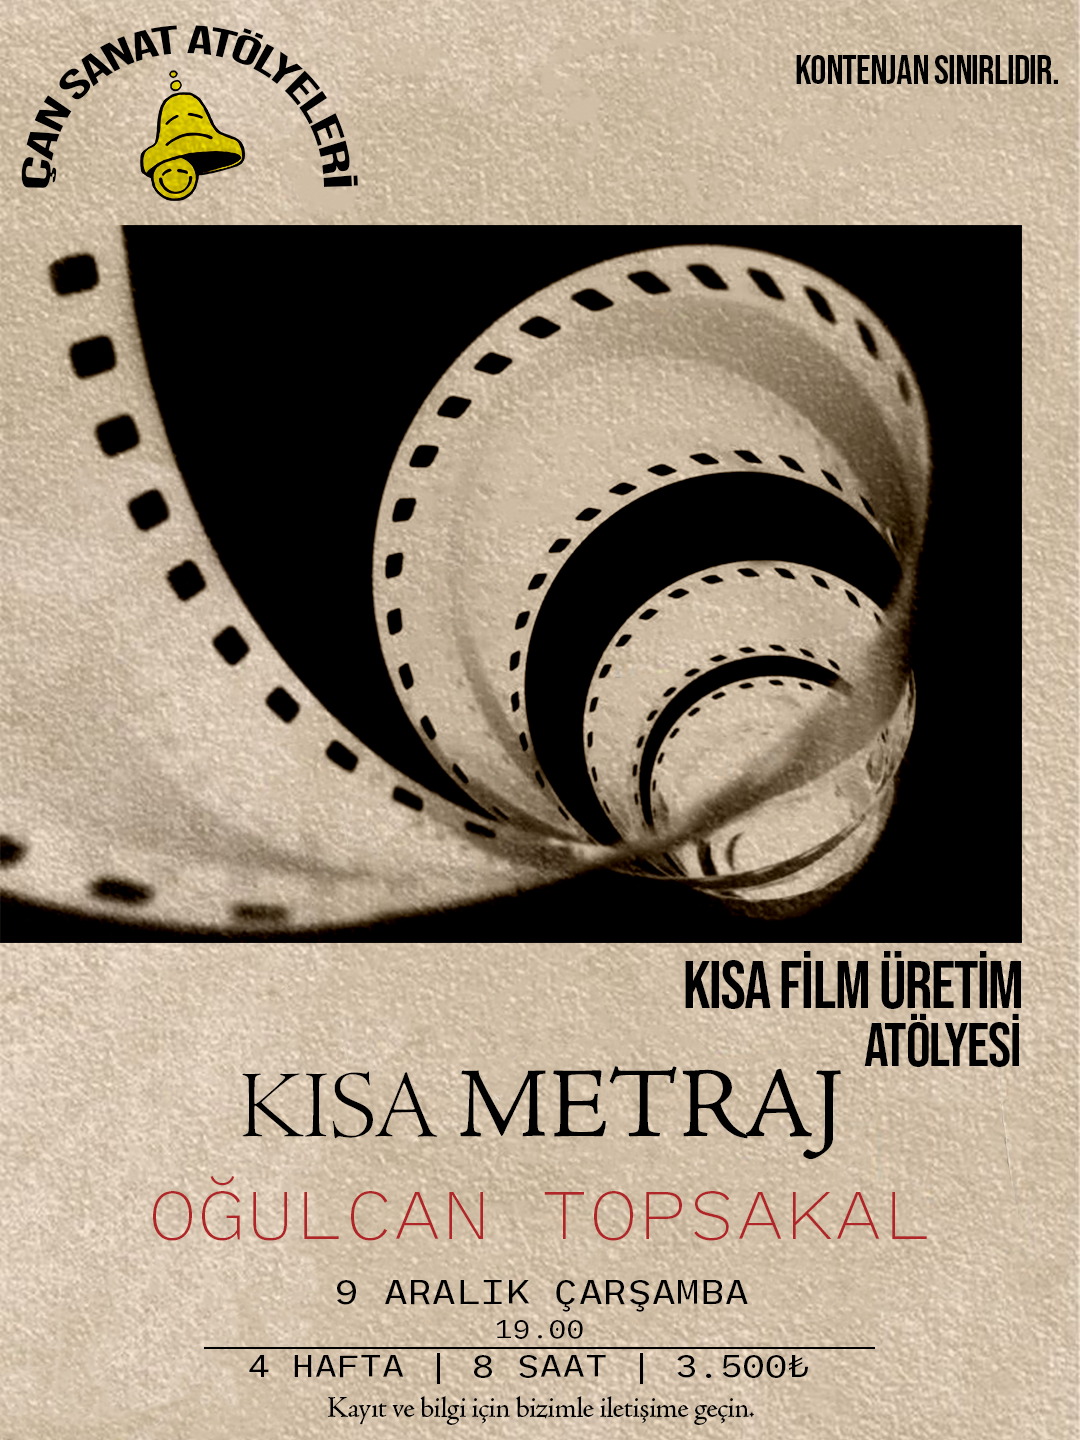 ÇAN SANAT ATÖLYELERİ
KONTENJAN SINIRLIDIR.
KISA FİLM ÜRETİM
ATÖLYESİ
KISA METRAJ
OĞULCAN TOPSAKAL
9 ARALIK ÇARŞAMBA
19.00
4 HAFTA | 8 SAAT | 3.500₺
Kayıt ve bilgi için bizimle iletişime geçin.